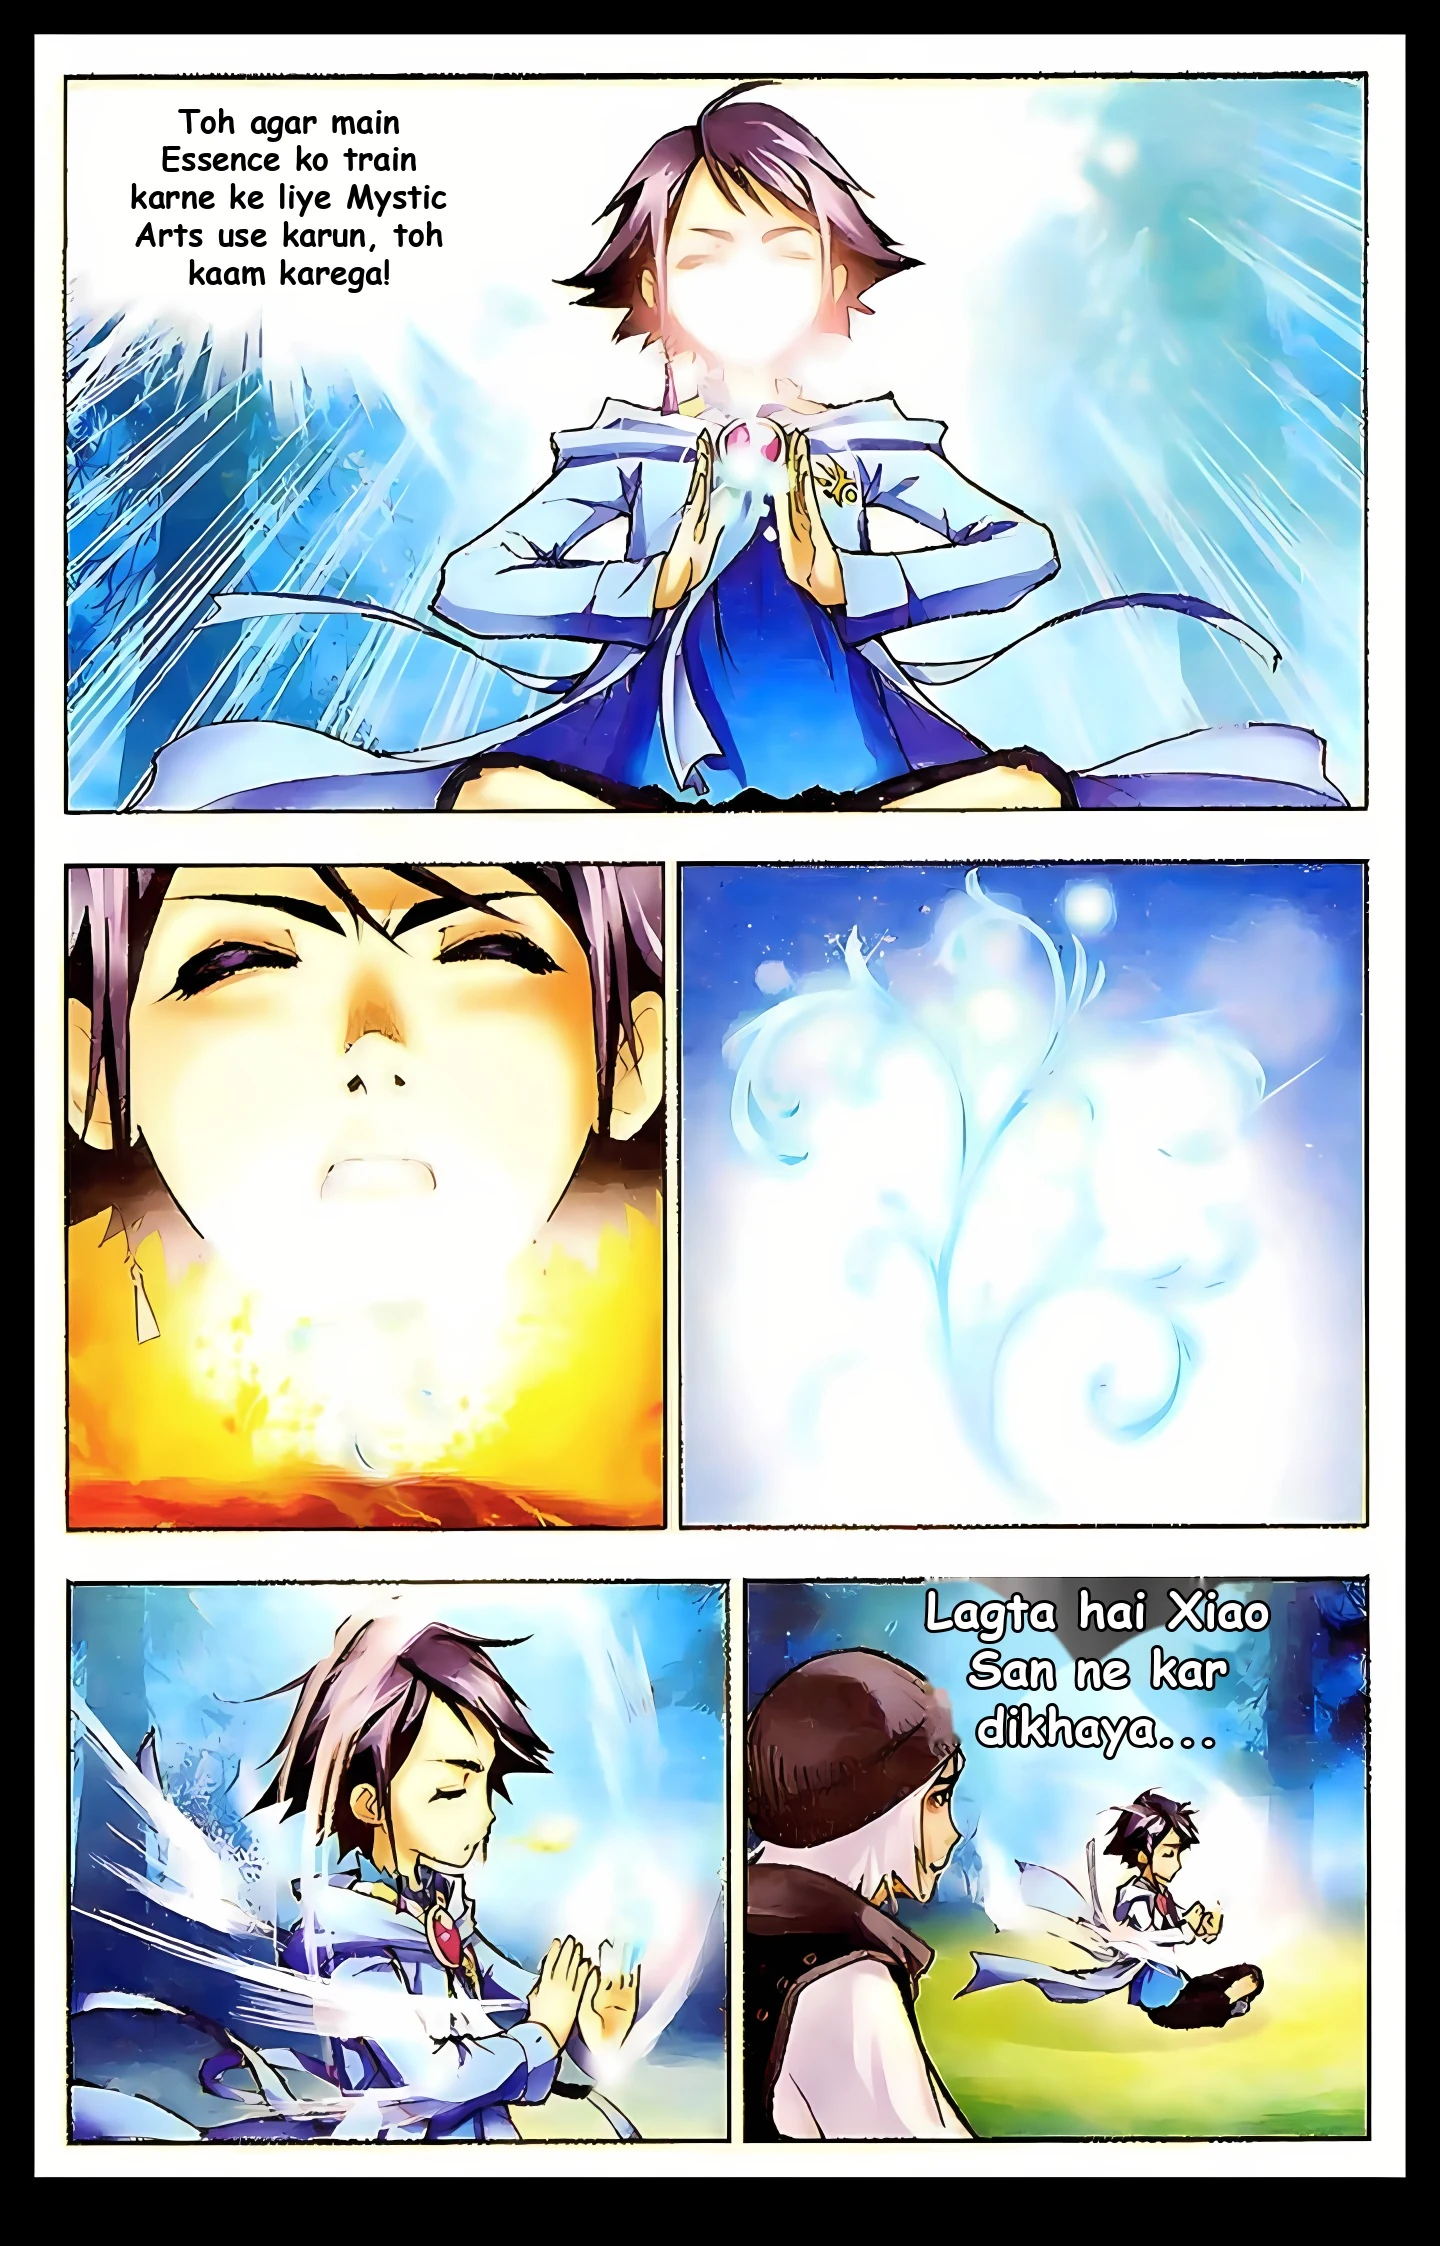 Toh agar main
Essence ko train
karne ke liye Mystic
Arts use karun, toh
kaam karega!
Lagta hai Xiao
San ne kar
dikhaya...